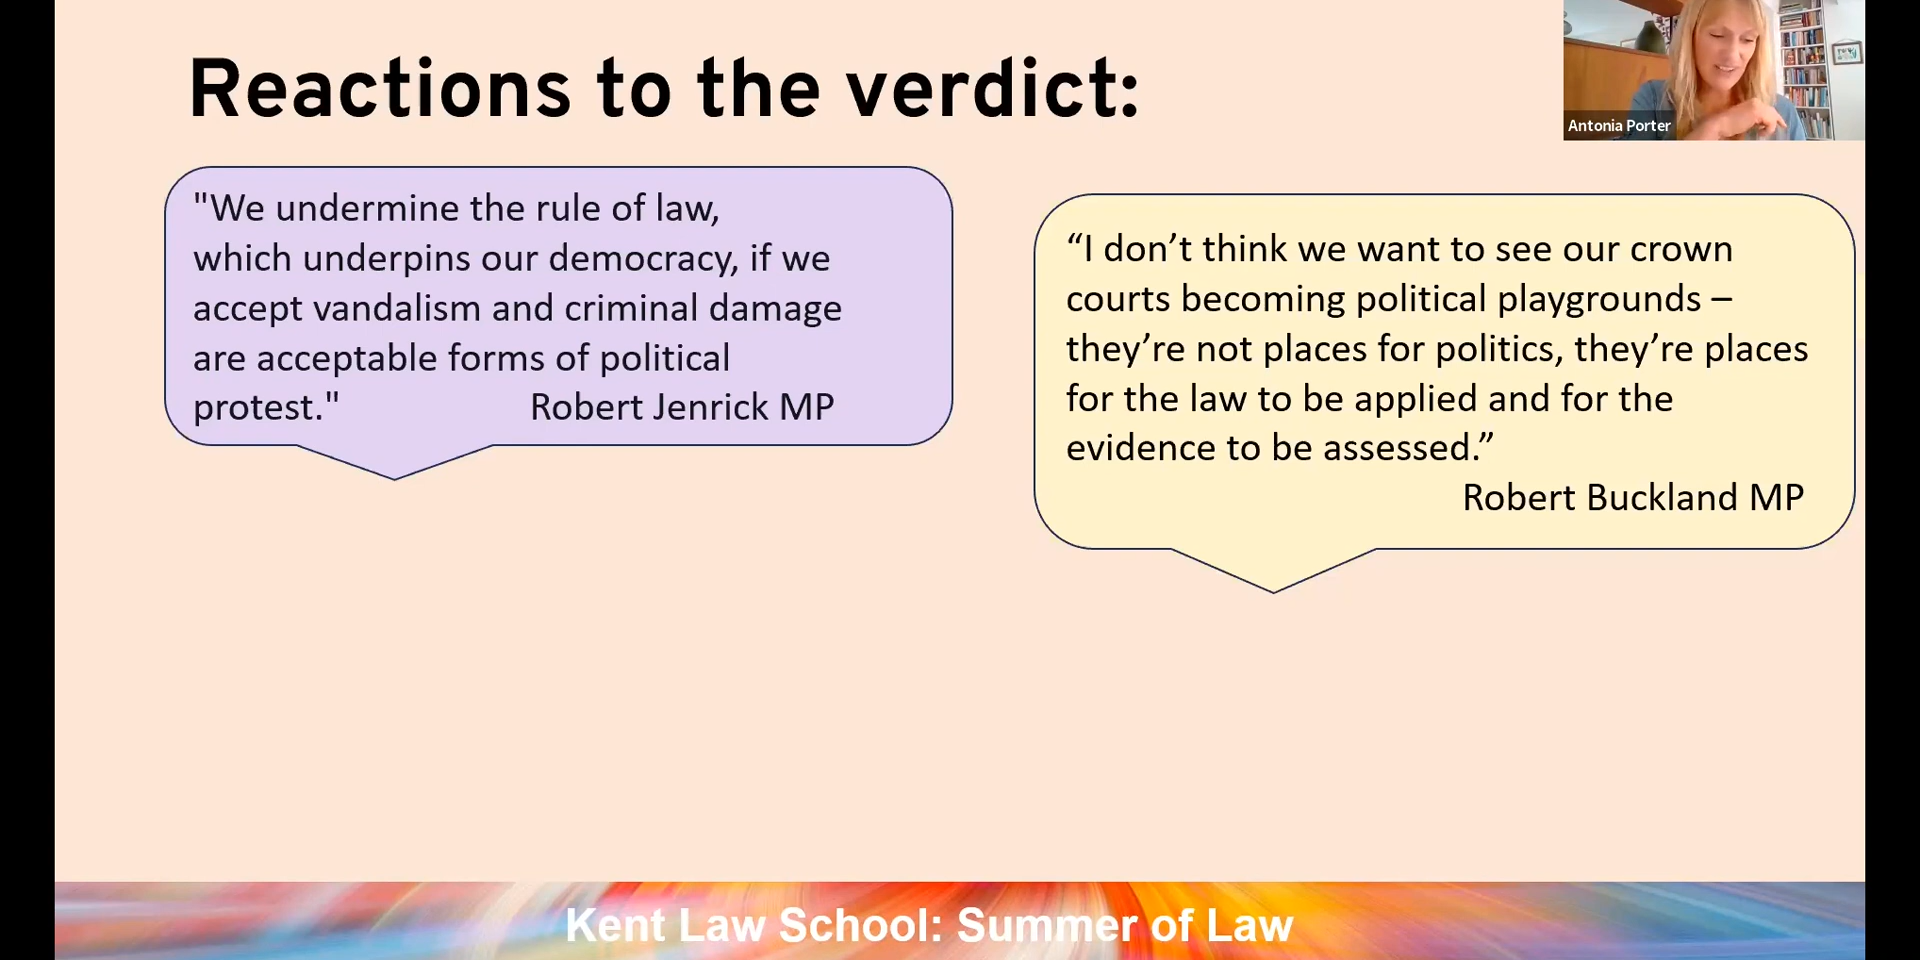 Reactions to the verdict:
Antonia Porter
"We undermine the rule of law,
which underpins our democracy, if we
accept vandalism and criminal damage
are acceptable forms of political
protest." Robert Jenrick MP
“I don’t think we want to see our crown
courts becoming political playgrounds –
they’re not places for politics, they’re places
for the law to be applied and for the
evidence to be assessed.”
Robert Buckland MP
Kent Law School: Summer of Law